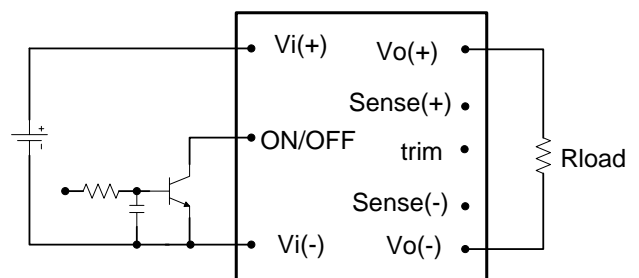 Vi(+)
Vo(+)
Sense(+)
ON/OFF
trim
Rload
Sense(-)
Vi(-)
Vo(-)
+
-